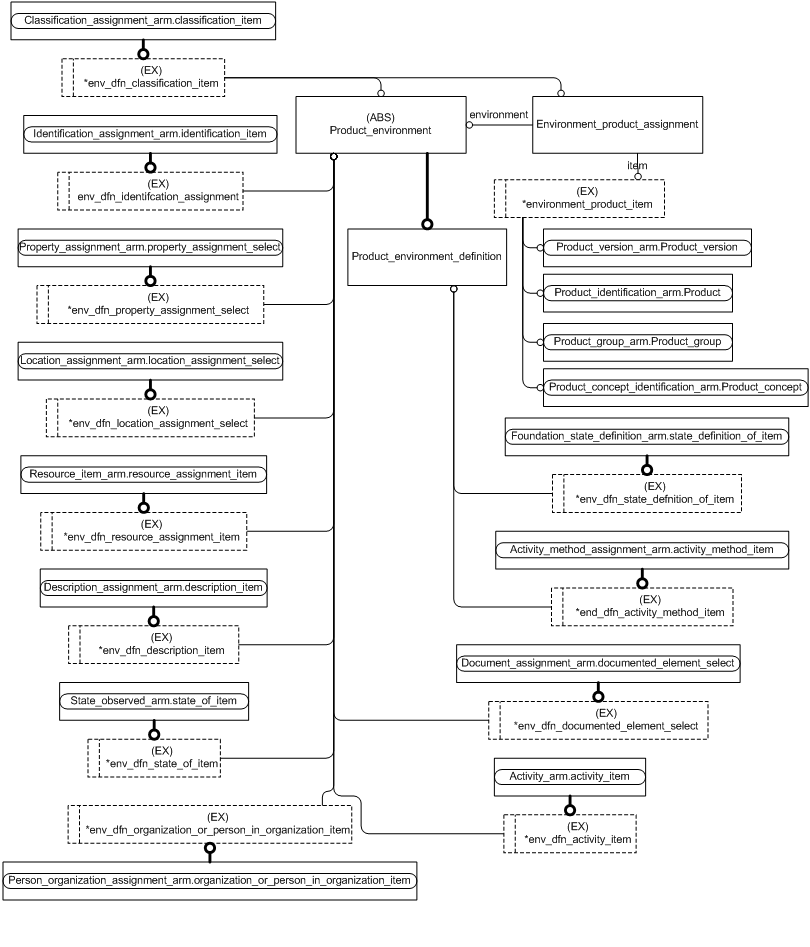 Classification_assignment_arm.classification_item
(EX)
*env_dfn_classification_item
(ABS)
Product_environment
environment
Environment_product_assignment
Identification_assignment_arm.identification_item
(EX)
env_dfn_identifcation_assignment
item
(EX)
*environment_product_item
Property_assignment_arm.property_assignment_select
(EX)
*env_dfn_property_assignment_select
Product_environment_definition
Product_version_arm.Product_version
Product_identification_arm.Product
Product_group_arm.Product_group
Product_concept_identification_arm.Product_concept
Location_assignment_arm.location_assignment_select
(EX)
*env_dfn_location_assignment_select
Foundation_state_definition_arm.state_definition_of_item
(EX)
*env_dfn_state_defnition_of_item
Resource_item_arm.resource_assignment_item
(EX)
*env_dfn_resource_assignment_item
Activity_method_assignment_arm.activity_method_item
(EX)
*end_dfn_activity_method_item
Description_assignment_arm.description_item
(EX)
*env_dfn_description_item
Document_assignment_arm.documented_element_select
(EX)
*env_dfn_documented_element_select
State_observed_arm.state_of_item
(EX)
*env_dfn_state_of_item
Activity_arm.activity_item
(EX)
*env_dfn_activity_item
(EX)
*env_dfn_organization_or_person_in_organization_item
Person_organization_assignment_arm.organization_or_person_in_organization_item